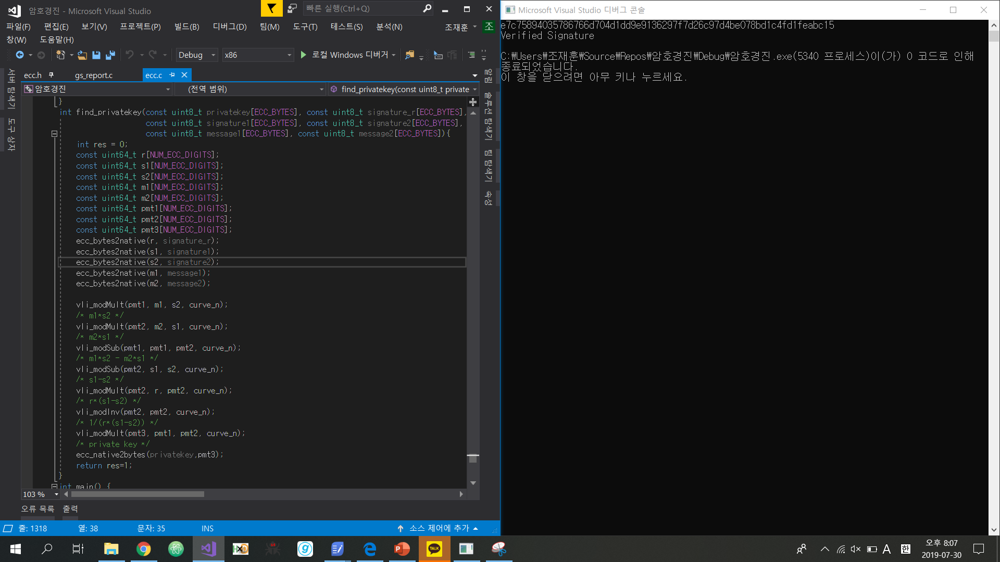 암호경진 - Microsoft Visual Studio
빠른 실행(Ctrl+Q)
파일(F) 편집(E) 보기(V) 프로젝트(P) 빌드(B) 디버그(D) 팀(M) 도구(T) 테스트(S) 분석(N) 조재훈 조
창(W) 도움말(H)
Debug x86 로컬 Windows 디버거
서버 탐색기
도구 상자
ecc.h gs_report.c ecc.c
암호경진 (전역 범위) find_privatekey(const uint8_t private
}
int find_privatekey(const uint8_t privatekey[ECC_BYTES], const uint8_t signature_r[ECC_BYTES],
const uint8_t signature1[ECC_BYTES], const uint8_t signature2[ECC_BYTES],
const uint8_t message1[ECC_BYTES], const uint8_t message2[ECC_BYTES]){
int res = 0;
const uint64_t r[NUM_ECC_DIGITS];
const uint64_t s1[NUM_ECC_DIGITS];
const uint64_t s2[NUM_ECC_DIGITS];
const uint64_t m1[NUM_ECC_DIGITS];
const uint64_t m2[NUM_ECC_DIGITS];
const uint64_t pmt1[NUM_ECC_DIGITS];
const uint64_t pmt2[NUM_ECC_DIGITS];
const uint64_t pmt3[NUM_ECC_DIGITS];
ecc_bytes2native(r, signature_r);
ecc_bytes2native(s1, signature1);
ecc_bytes2native(s2, signature2);
ecc_bytes2native(m1, message1);
ecc_bytes2native(m2, message2);
vli_modMult(pmt1, m1, s2, curve_n);
/* m1*s2 */
vli_modMult(pmt2, m2, s1, curve_n);
/* m2*s1 */
vli_modSub(pmt1, pmt1, pmt2, curve_n);
/* m1*s2 - m2*s1 */
vli_modSub(pmt2, s1, s2, curve_n);
/* s1-s2 */
vli_modMult(pmt2, r, pmt2, curve_n);
/* r*(s1-s2) */
vli_modInv(pmt2, pmt2, curve_n);
/* 1/(r*(s1-s2)) */
vli_modMult(pmt3, pmt1, pmt2, curve_n);
/* private key */
ecc_native2bytes(privatekey,pmt3);
return res=1;
}
int main() {
103 %
알림
솔루션 탐색기
팀 탐색기
속성
오류 목록 출력
줄: 1318 열: 38 문자: 35 INS 소스 제어에 추가
Microsoft Visual Studio 디버그 콘솔
e7c75894035786766d704d1dd9e9136297f7d26c97d4be078bd1c4fd1feabc15
Verified Signature
C:\Users\조재훈\Source\Repos\암호경진\Debug\암호경진.exe(5340 프로세스)이(가) 0 코드로 인해
종료되었습니다.
이 창을 닫으려면 아무 키나 누르세요.
HxD
g
TALK
A 한
오후 8:07
2019-07-30